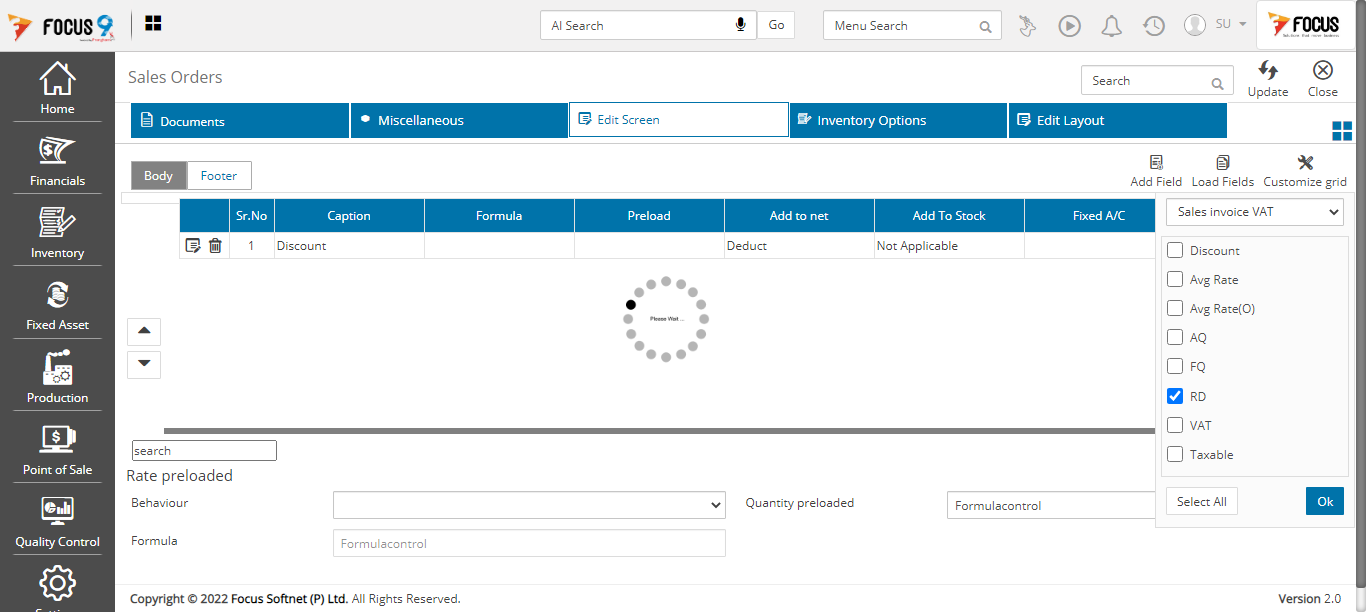 FOCUS 9
AI Search
Go
Menu Search
SU
FOCUS
Home
Financials
Inventory
Fixed Asset
Production
Point of Sale
Quality Control
Sales Orders
Search
Update
Close
Documents
Miscellaneous
Edit Screen
Inventory Options
Edit Layout
Body
Footer
Add Field
Load Fields
Customize grid
Sr.No
Caption
Formula
Preload
Add to net
Add To Stock
Fixed A/C
1
Discount
Deduct
Not Applicable
Please Wait ...
Sales invoice VAT
Discount
Avg Rate
Avg Rate(O)
AQ
FQ
RD
VAT
Taxable
Select All
Ok
search
Rate preloaded
Behaviour
Quantity preloaded
Formulacontrol
Formula
Formulacontrol
Copyright © 2022 Focus Softnet (P) Ltd. All Rights Reserved.
Version 2.0